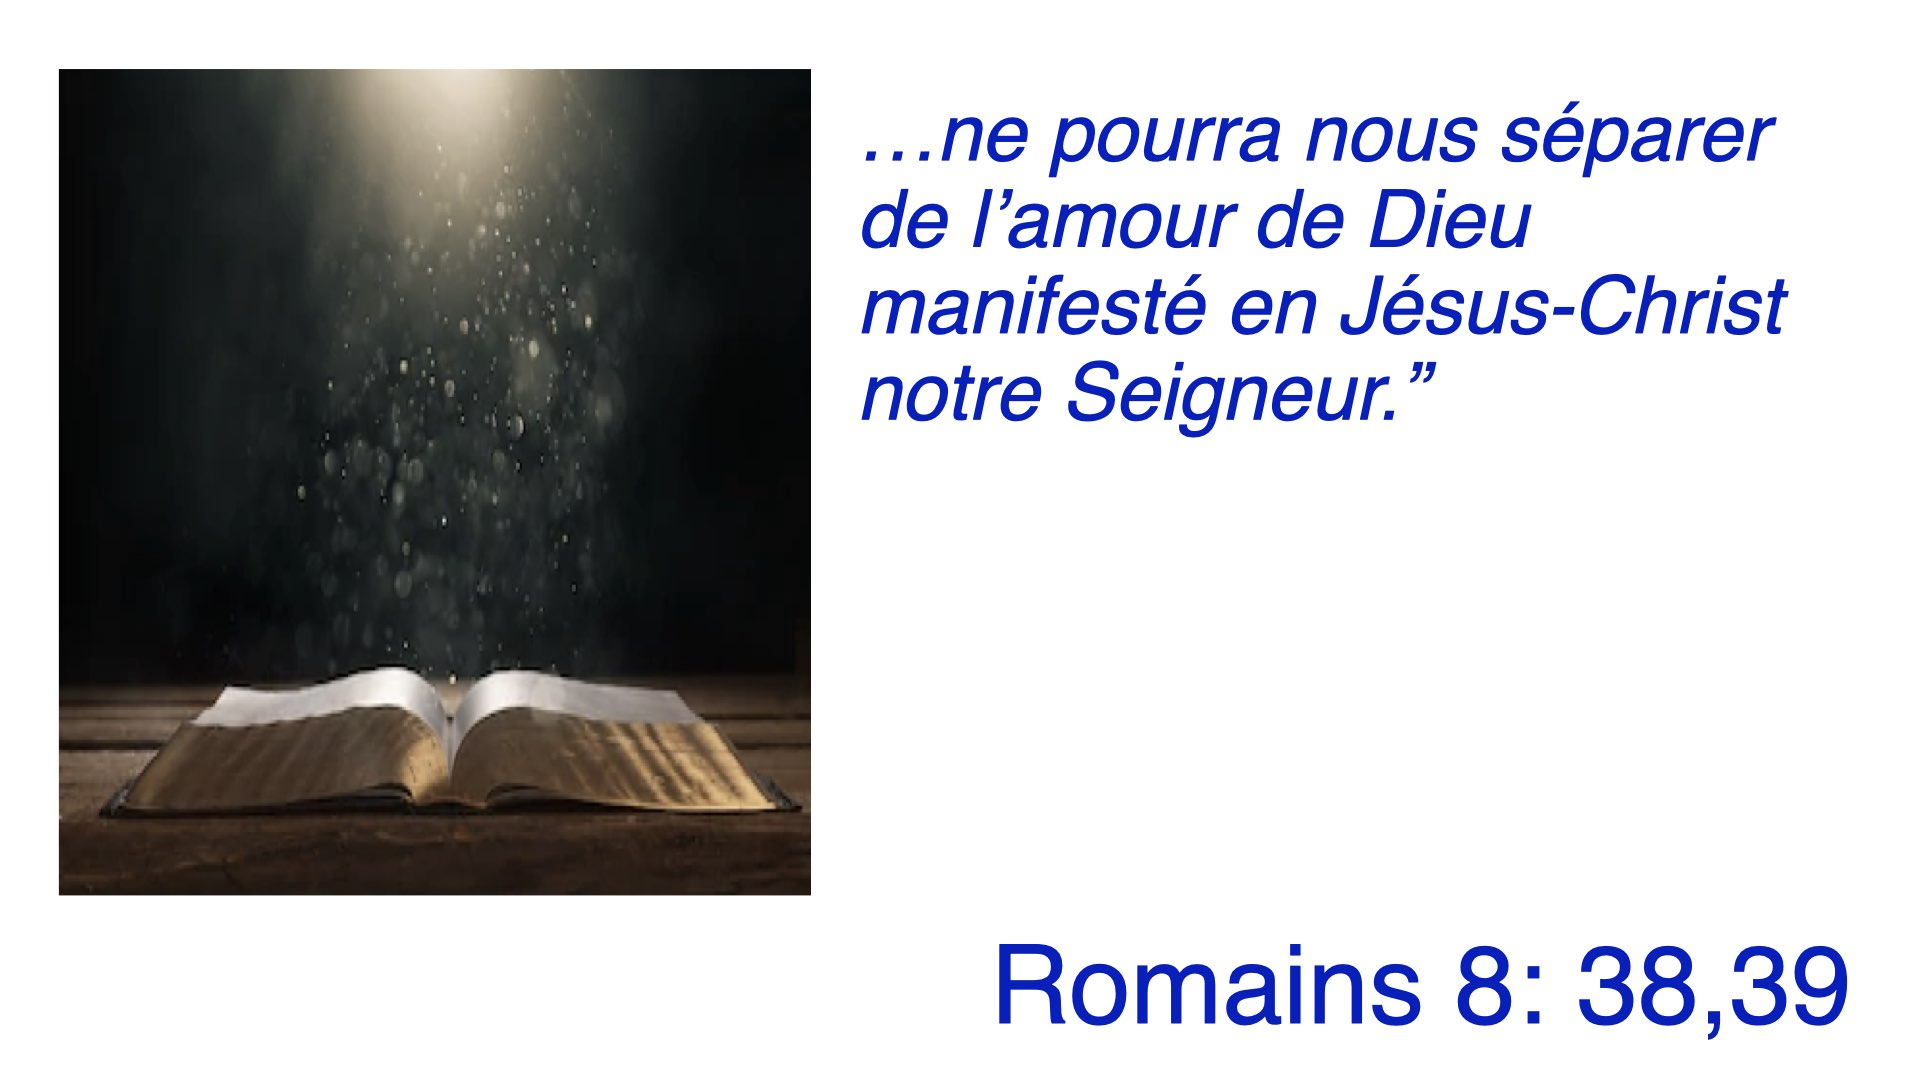 …ne pourra nous séparer
de l’amour de Dieu
manifesté en Jésus-Christ
notre Seigneur.”
Romains 8: 38,39